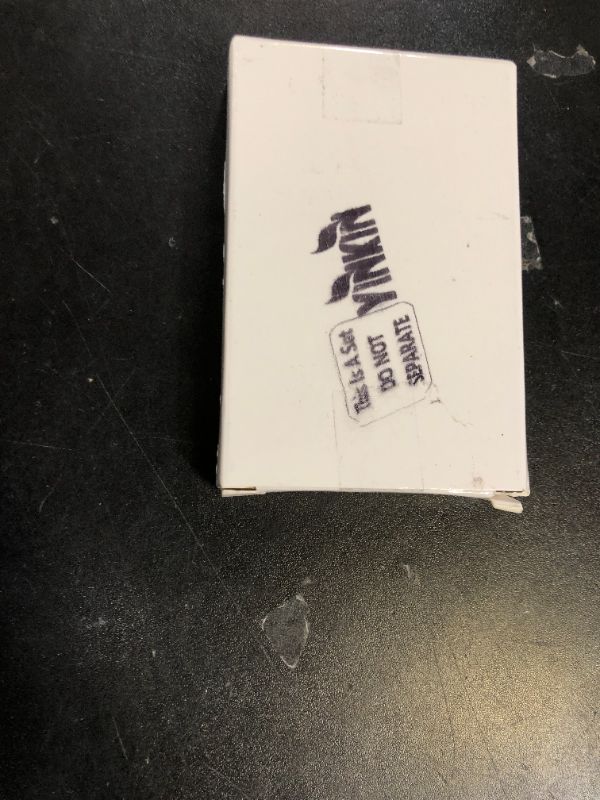 YINKIN
This Is A Set
DO NOT
SEPARATE